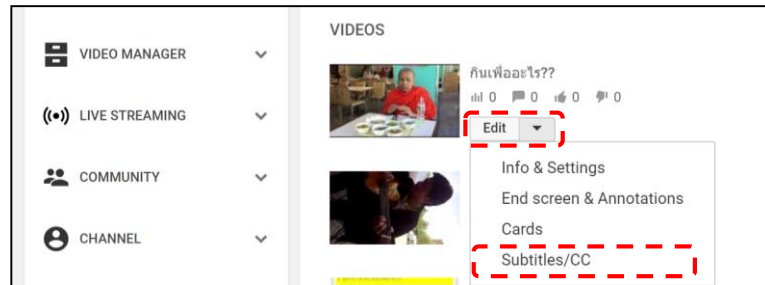 VIDEO MANAGER
LIVE STREAMING
COMMUNITY
CHANNEL
VIDEOS
กินเพื่ออะไร??
0 0 0 0
Edit
Info & Settings
End screen & Annotations
Cards
Subtitles/CC